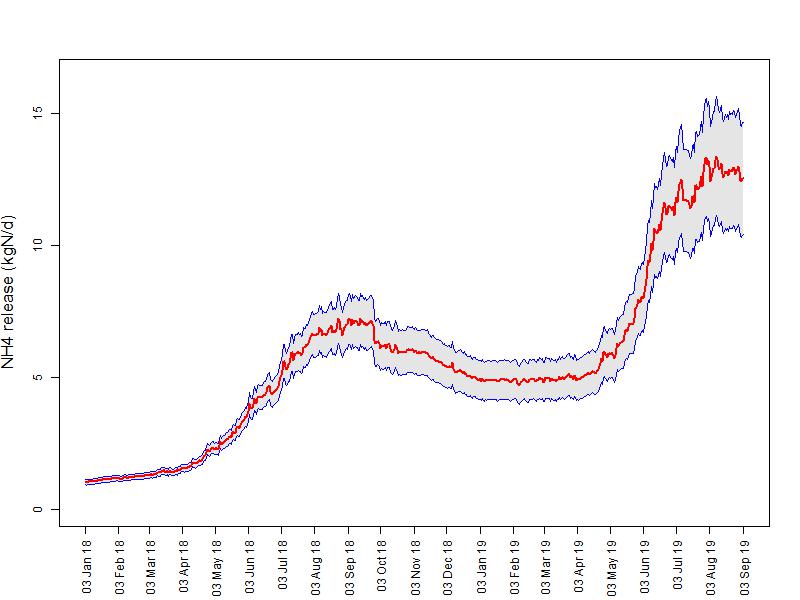 NH4 release (kgN/d)
15
10
5
0
03 Jan 18
03 Feb 18
03 Mar 18
03 Apr 18
03 May 18
03 Jun 18
03 Jul 18
03 Aug 18
03 Sep 18
03 Oct 18
03 Nov 18
03 Dec 18
03 Jan 19
03 Feb 19
03 Mar 19
03 Apr 19
03 May 19
03 Jun 19
03 Jul 19
03 Aug 19
03 Sep 19